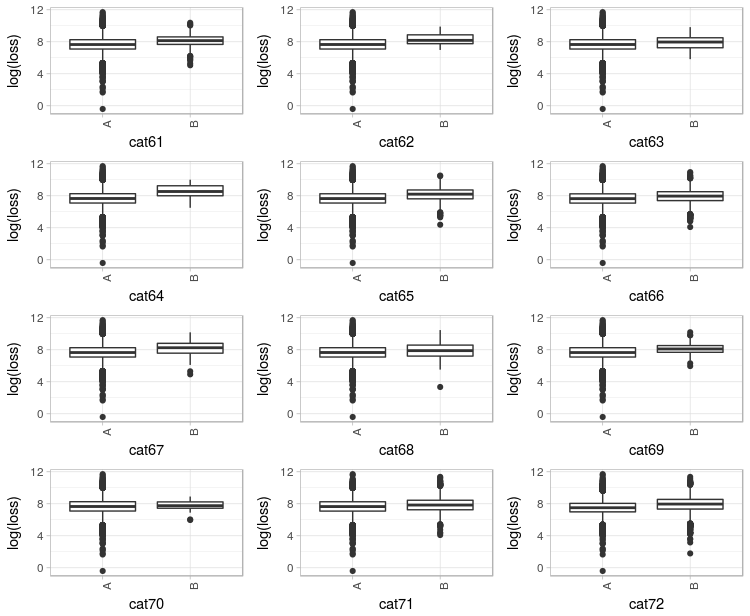 12
8
4
0
log(loss)
A
B
cat61
12
8
4
0
log(loss)
A
B
cat62
12
8
4
0
log(loss)
A
B
cat63
12
8
4
0
log(loss)
A
B
cat64
12
8
4
0
log(loss)
A
B
cat65
12
8
4
0
log(loss)
A
B
cat66
12
8
4
0
log(loss)
A
B
cat67
12
8
4
0
log(loss)
A
B
cat68
12
8
4
0
log(loss)
A
B
cat69
12
8
4
0
log(loss)
A
B
cat70
12
8
4
0
log(loss)
A
B
cat71
12
8
4
0
log(loss)
A
B
cat72